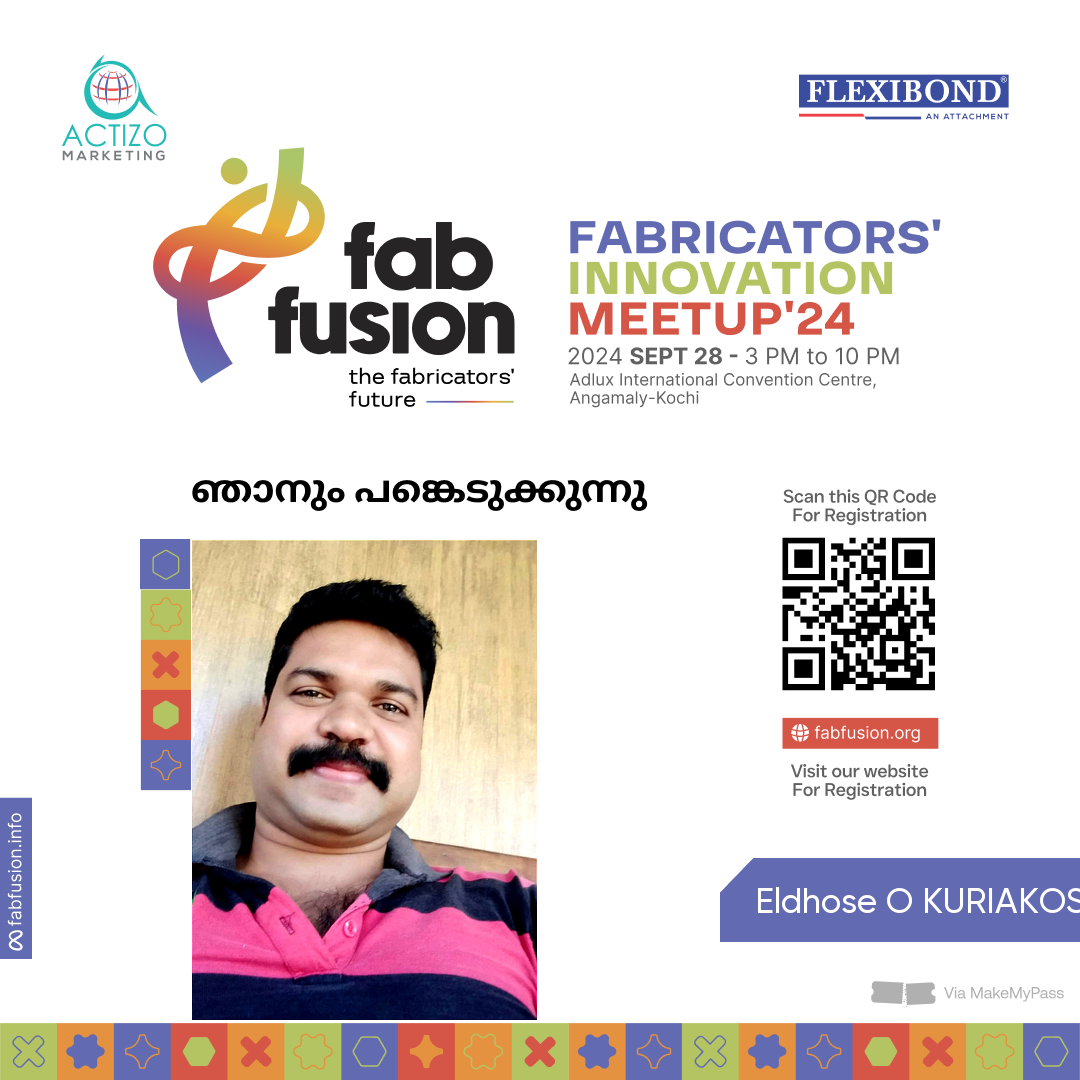 ACTIZO
MARKETING
FLEXIBOND®
AN ATTACHMENT
fab
fusion
the fabricators'
future
FABRICATORS'
INNOVATION
MEETUP'24
2024 SEPT 28 - 3 PM to 10 PM
Adlux International Convention Centre,
Angamaly-Kochi
ഞാനും പങ്കെടുക്കുന്നു
Scan this QR Code
For Registration
fabfusion.org
Visit our website
For Registration
fabfusion.info
Eldhose O KURIAKOS
Via MakeMyPass